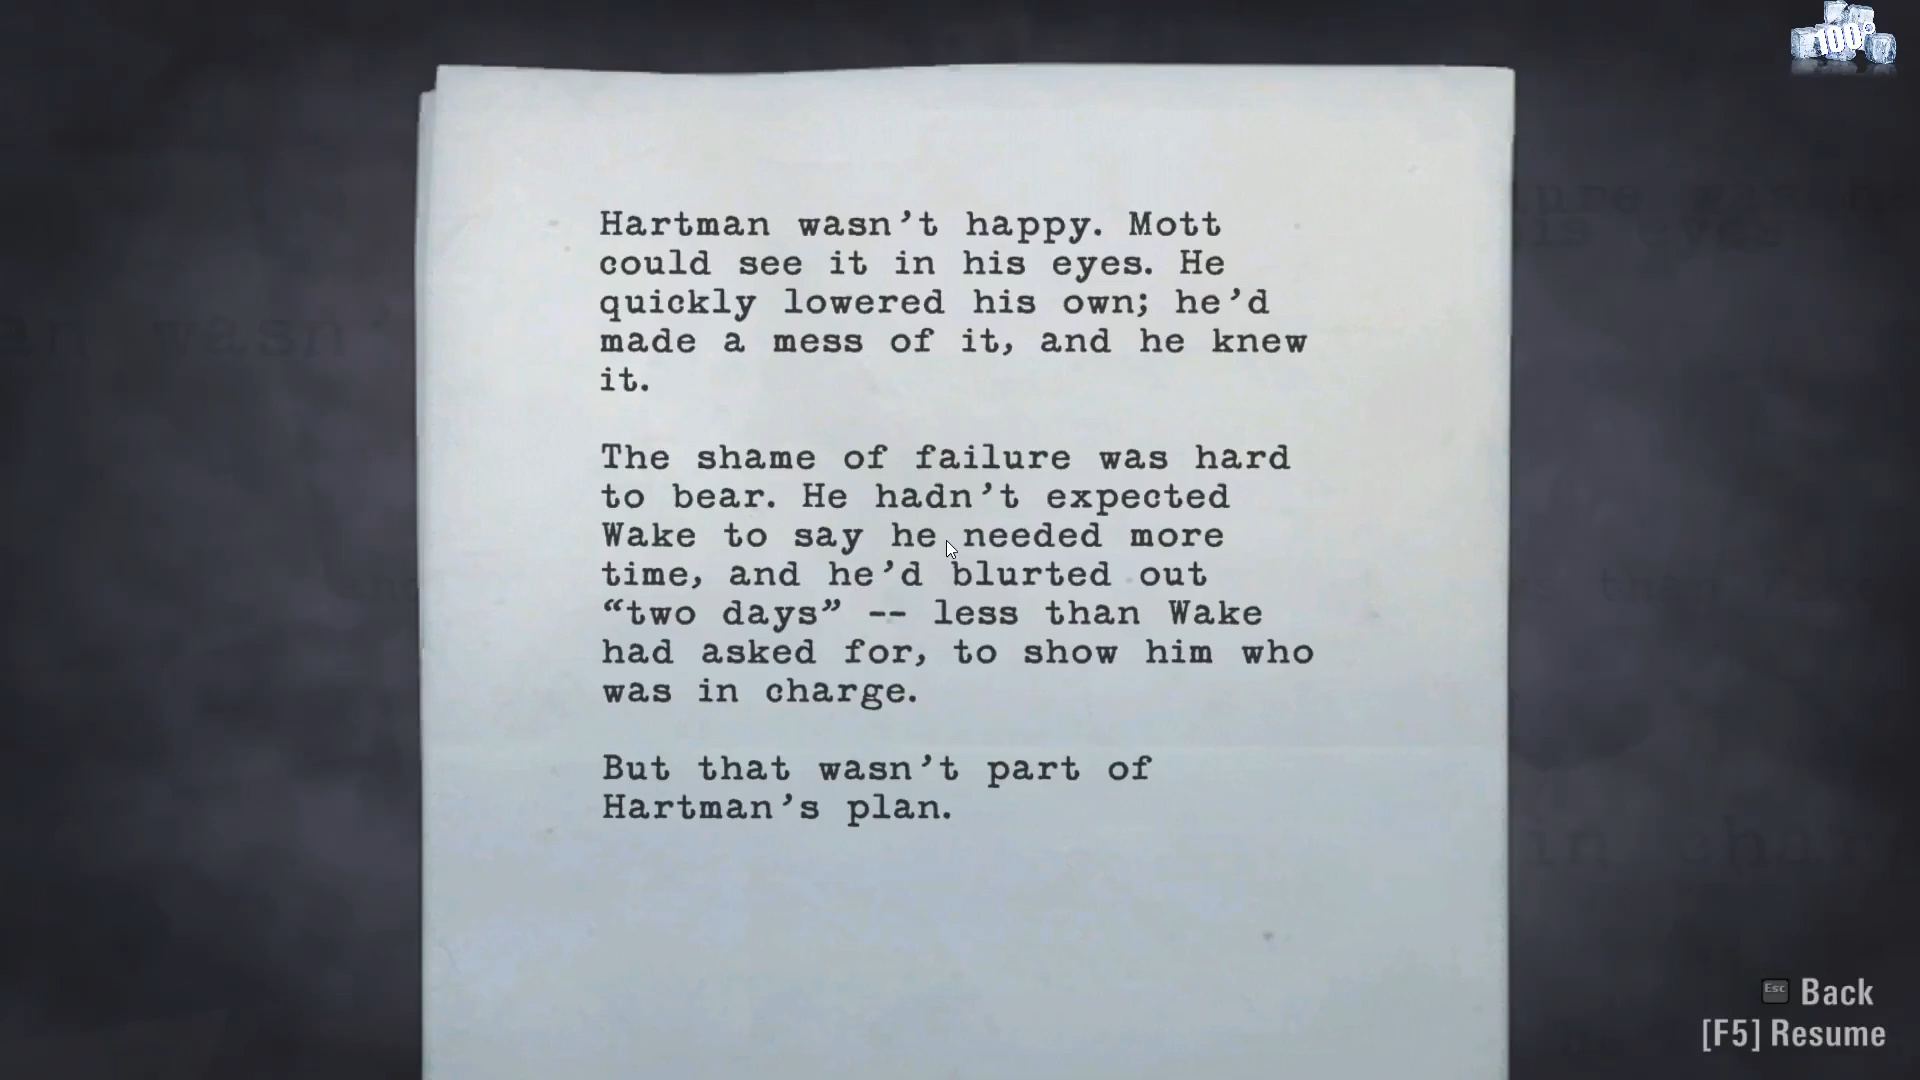 100°
Hartman wasn't happy. Mott
could see it in his eyes. He
quickly lowered his own; he'd
made a mess of it, and he knew
it.
The shame of failure was hard
to bear. He hadn't expected
Wake to say he needed more
time, and he'd blurted out
“two days” -- less than Wake
had asked for, to show him who
was in charge.
But that wasn't part of
Hartman's plan.
Esc Back
[F5] Resume